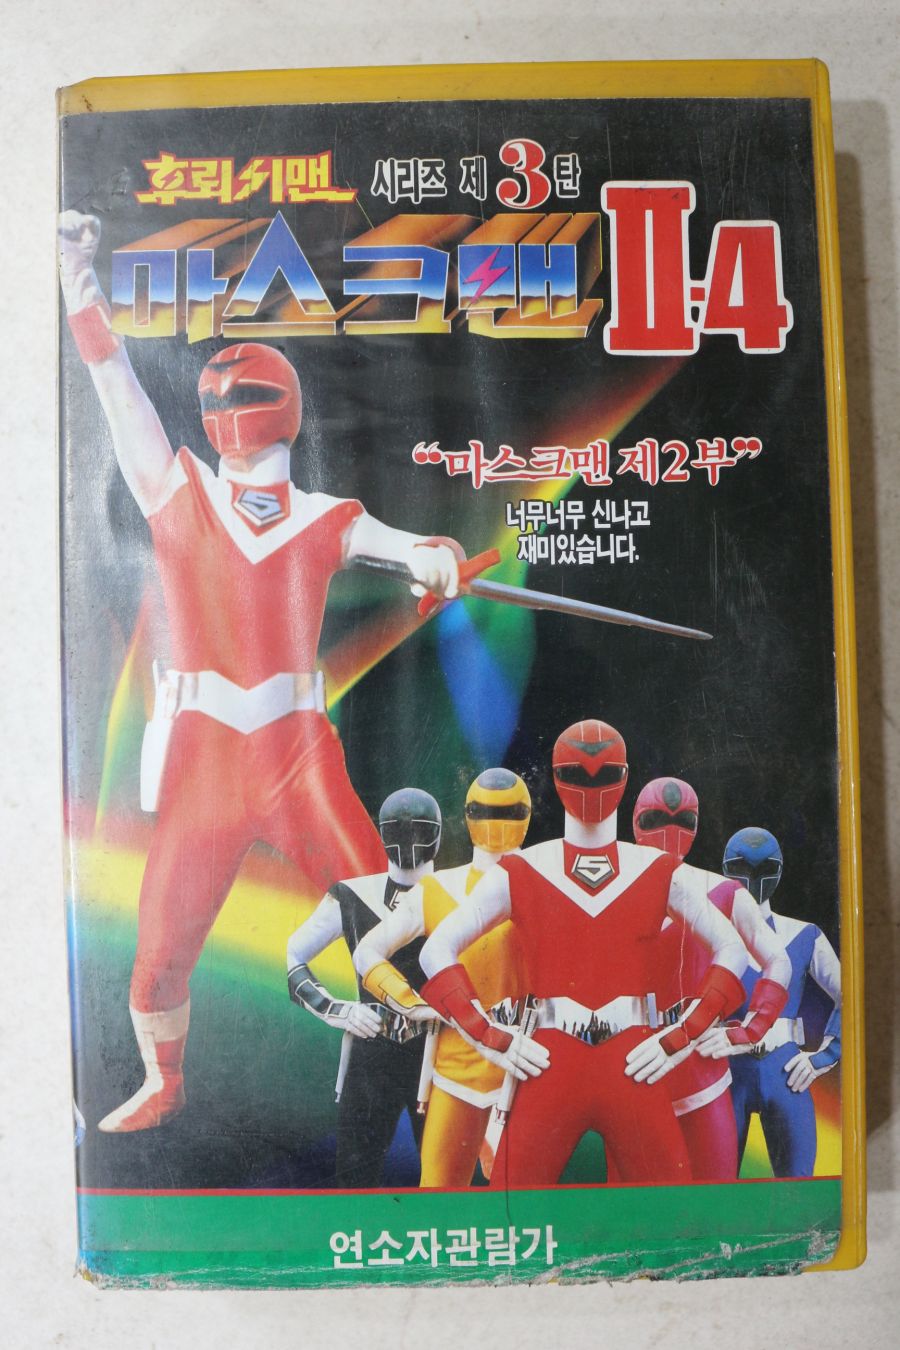 후뢰시맨 시리즈 제3탄
마스크맨 Ⅱ-4
“마스크맨 제2부”
너무너무 신나고
재미있습니다.
5
5
연소자관람가